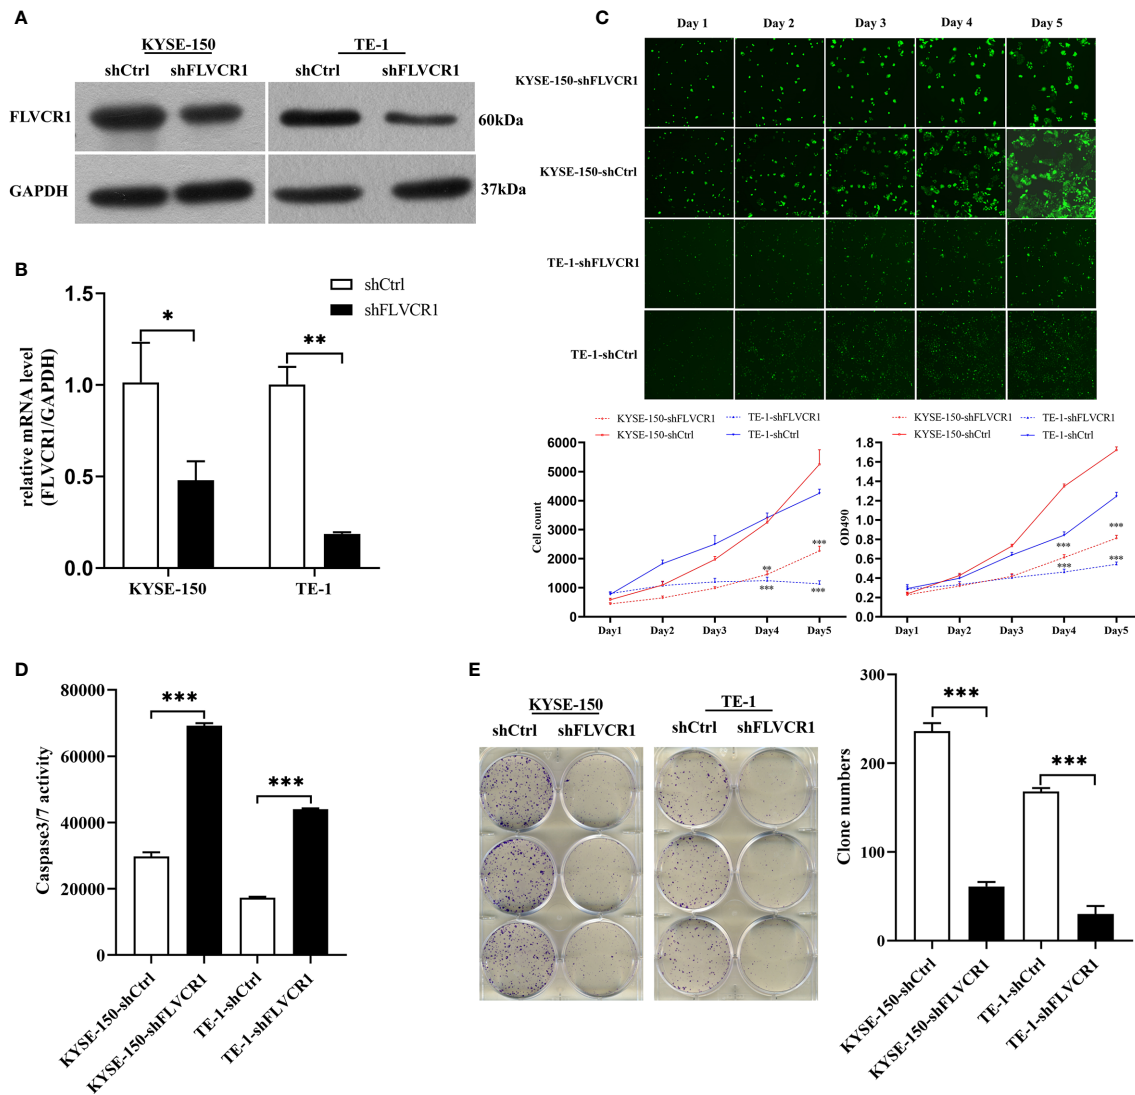 A
KYSE-150 TE-1
shCtrl shFLVCR1 shCtrl shFLVCR1
FLVCR1 60kDa
GAPDH 37kDa
B
shCtrl
shFLVCR1
relative mRNA level
(FLVCR1/GAPDH)
1.5
1.0
0.5
0.0
* **
KYSE-150 TE-1
C
Day 1 Day 2 Day 3 Day 4 Day 5
KYSE-150-shFLVCR1
KYSE-150-shCtrl
TE-1-shFLVCR1
TE-1-shCtrl
KYSE-150-shFLVCR1 TE-1-shFLVCR1
KYSE-150-shCtrl TE-1-shCtrl
Cell count
6000
5000
4000
3000
2000
1000
0
** ***
*** ***
Day1 Day2 Day3 Day4 Day5
KYSE-150-shFLVCR1 TE-1-shFLVCR1
KYSE-150-shCtrl TE-1-shCtrl
OD490
1.8
1.6
1.4
1.2
1.0
0.8
0.6
0.4
0.2
0.0
*** ***
*** ***
Day1 Day2 Day3 Day4 Day5
D
Caspase3/7 activity
80000
60000
40000
20000
0
*** ***
KYSE-150-shCtrl
KYSE-150-shFLVCR1
TE-1-shCtrl
TE-1-shFLVCR1
E
KYSE-150 TE-1
shCtrl shFLVCR1 shCtrl shFLVCR1
Clone numbers
300
200
100
0
*** ***
KYSE-150-shCtrl
KYSE-150-shFLVCR1
TE-1-shCtrl
TE-1-shFLVCR1